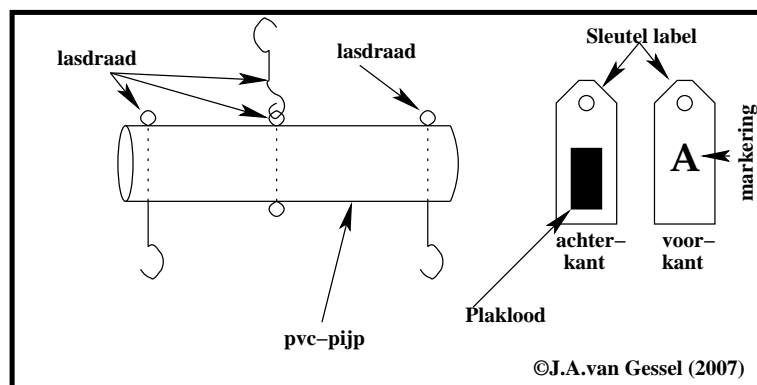 lasdraad
lasdraad
Sleutel label
A
markering
achter–
kant
voor–
kant
Plaklood
pvc–pijp
©J.A.van Gessel (2007)